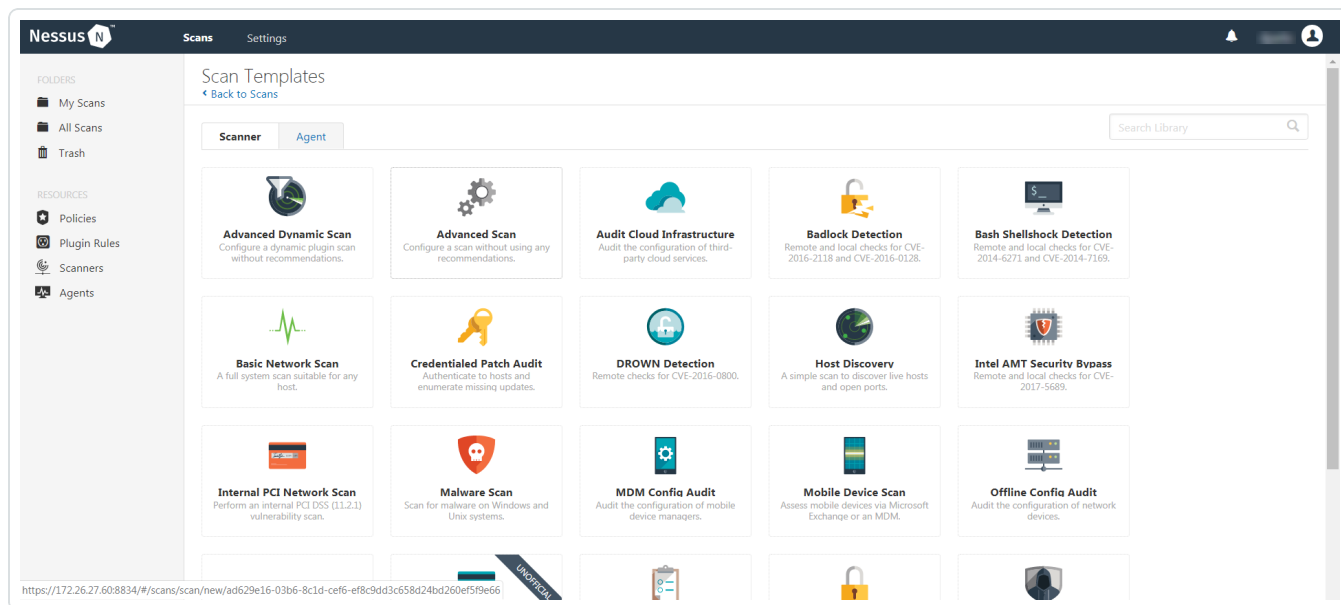 Nessus N ™
Scans Settings
FOLDERS
My Scans
All Scans
Trash
RESOURCES
Policies
Plugin Rules
Scanners
Agents
Scan Templates
Back to Scans
Scanner Agent
Search Library
Advanced Dynamic Scan
Configure a dynamic plugin scan
without recommendations.
Advanced Scan
Configure a scan without using any
recommendations.
Audit Cloud Infrastructure
Audit the configuration of third-
party cloud services.
Badlock Detection
Remote and local checks for CVE-
2016-2118 and CVE-2016-0128.
Bash Shellshock Detection
Remote and local checks for CVE-
2014-6271 and CVE-2014-7169.
Basic Network Scan
A full system scan suitable for any
host.
Credentialed Patch Audit
Authenticate to hosts and
enumerate missing updates.
DROWN Detection
Remote checks for CVE-2016-0800.
Host Discovery
A simple scan to discover live hosts
and open ports.
Intel AMT Security Bypass
Remote and local checks for CVE-
2017-5689.
Internal PCI Network Scan
Perform an internal PCI DSS (11.2.1)
vulnerability scan.
Malware Scan
Scan for malware on Windows and
Unix systems.
MDM Config Audit
Audit the configuration of mobile
device managers.
Mobile Device Scan
Assess mobile devices via Microsoft
Exchange or an MDM.
Offline Config Audit
Audit the configuration of network
devices.
UNOFFICIAL
https://172.26.27.60:8834/#/scans/scan/new/ad629e16-03b6-8c1d-cef6-ef8c9dd3c658d24bd260ef5f9e66